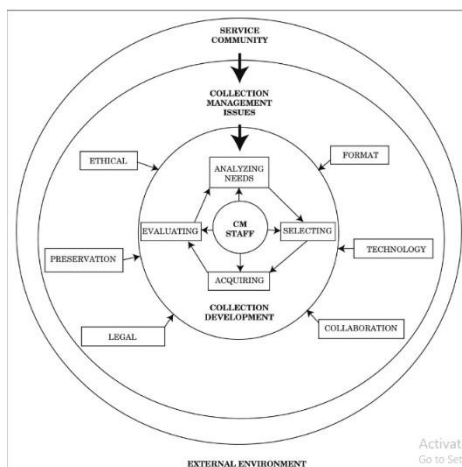 SERVICE
COMMUNITY
COLLECTION
MANAGEMENT
ISSUES
ETHICAL
FORMAT
ANALYZING
NEEDS
EVALUATING
CM
STAFF
SELECTING
PRESERVATION
TECHNOLOGY
ACQUIRING
COLLECTION
DEVELOPMENT
LEGAL
COLLABORATION
EXTERNAL ENVIRONMENT
Activat
Go to Set